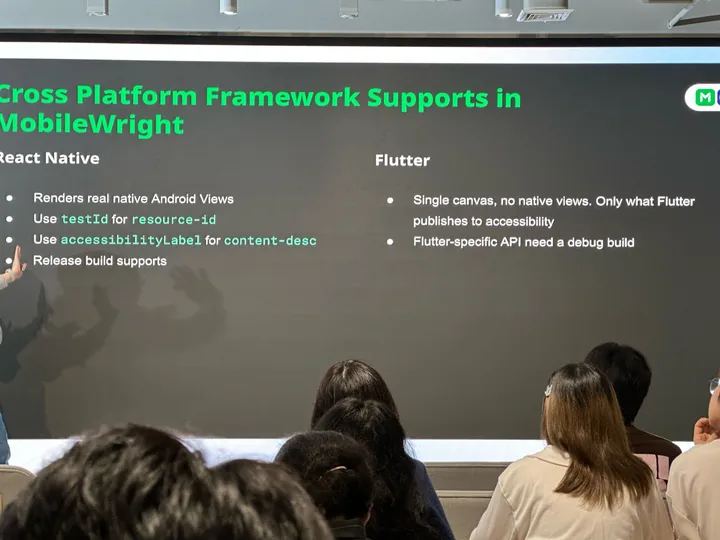 Cross Platform Framework Supports in
MobileWright
React Native
Renders real native Android Views
Use testId for resource-id
Use accessibilityLabel for content-desc
Release build supports
Flutter
Single canvas, no native views. Only what Flutter
publishes to accessibility
Flutter-specific API need a debug build
M